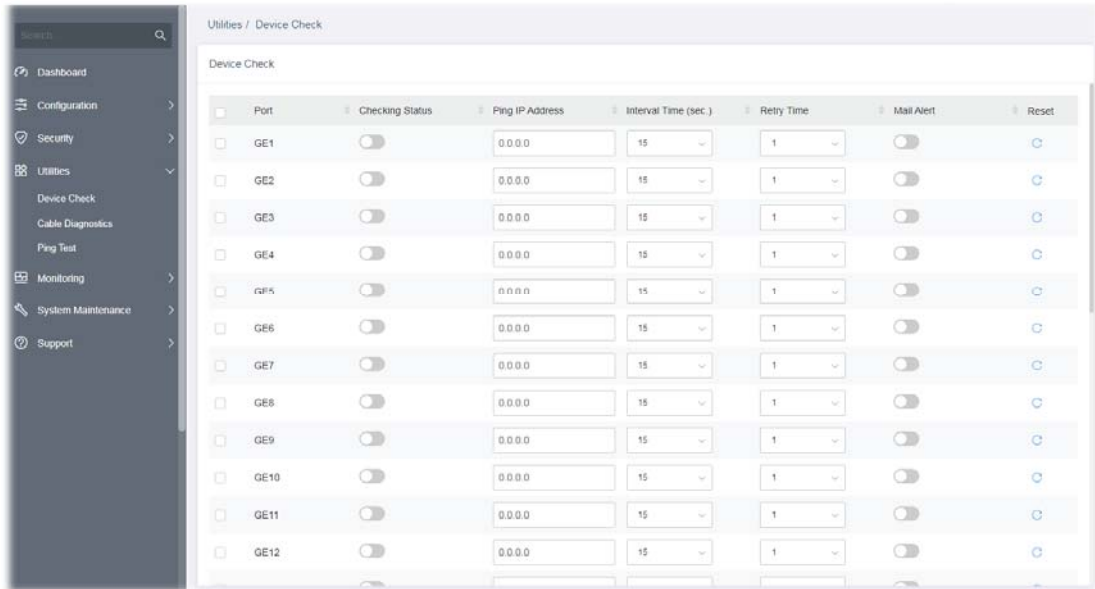 Search
Dashboard
Configuration
Security
Utilities
Device Check
Cable Diagnostics
Ping Test
Monitoring
System Maintenance
Support
Utilities / Device Check
Device Check
Port Checking Status Ping IP Address Interval Time (sec.) Retry Time Mail Alert Reset
GE1 0.0.0.0 15 1
GE2 0.0.0.0 15 1
GE3 0.0.0.0 15 1
GE4 0.0.0.0 15 1
GE5 0.0.0.0 15 1
GE6 0.0.0.0 15 1
GE7 0.0.0.0 15 1
GE8 0.0.0.0 15 1
GE9 0.0.0.0 15 1
GE10 0.0.0.0 15 1
GE11 0.0.0.0 15 1
GE12 0.0.0.0 15 1